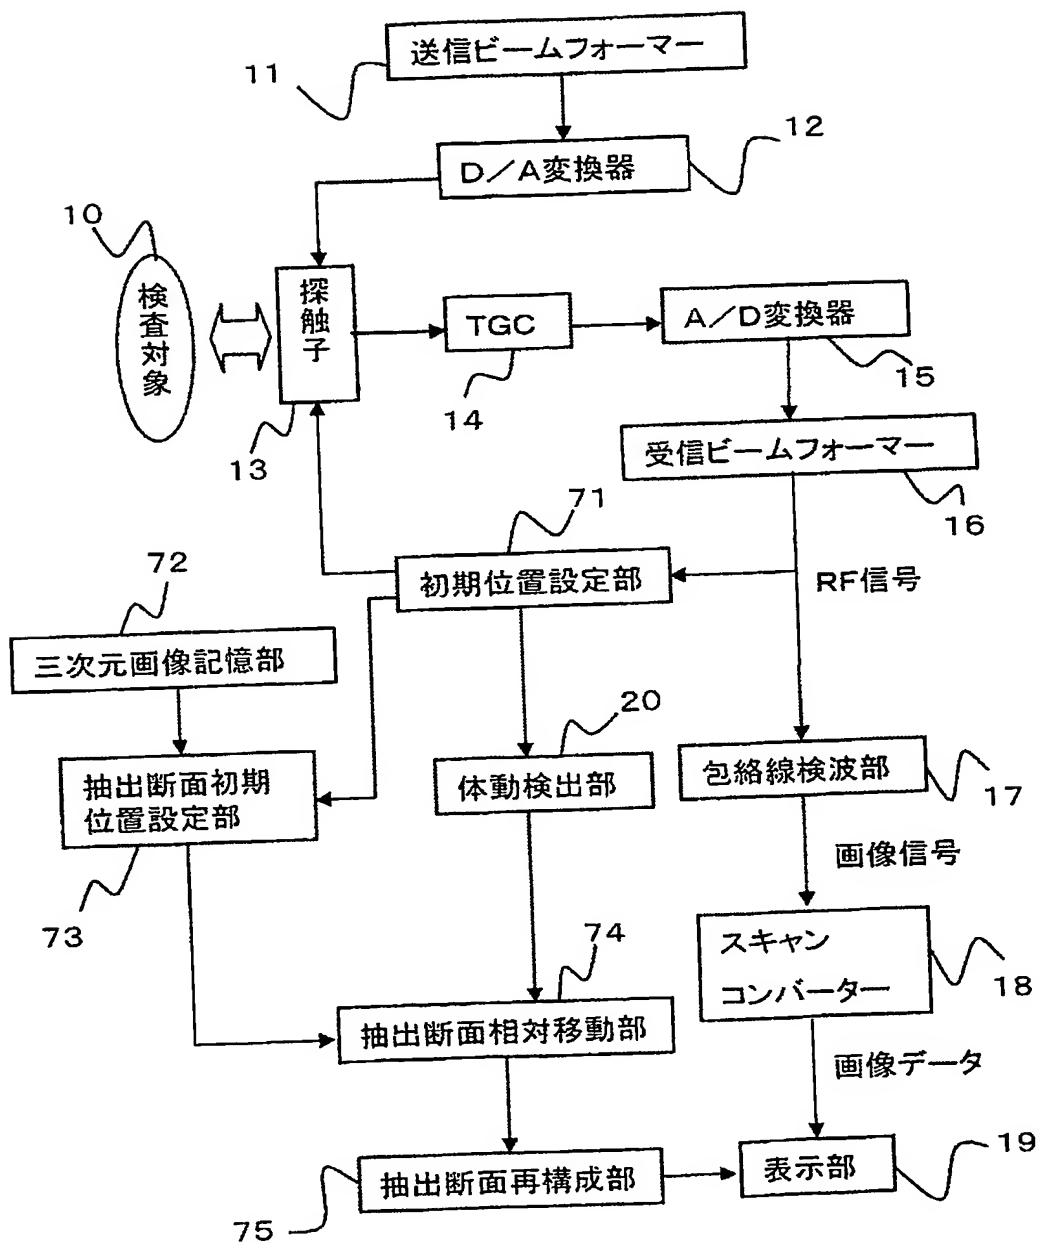 送信ビームフォーマー
11
12
D/A変換器
10
検査対象
探触子
TGC
A/D変換器
13
14
15
受信ビームフォーマー
16
71
初期位置設定部
RF信号
72
三次元画像記憶部
20
抽出断面初期
位置設定部
体動検出部
包絡線検波部
17
73
画像信号
74
スキャン
コンバーター
18
抽出断面相対移動部
画像データ
75
抽出断面再構成部
表示部
19